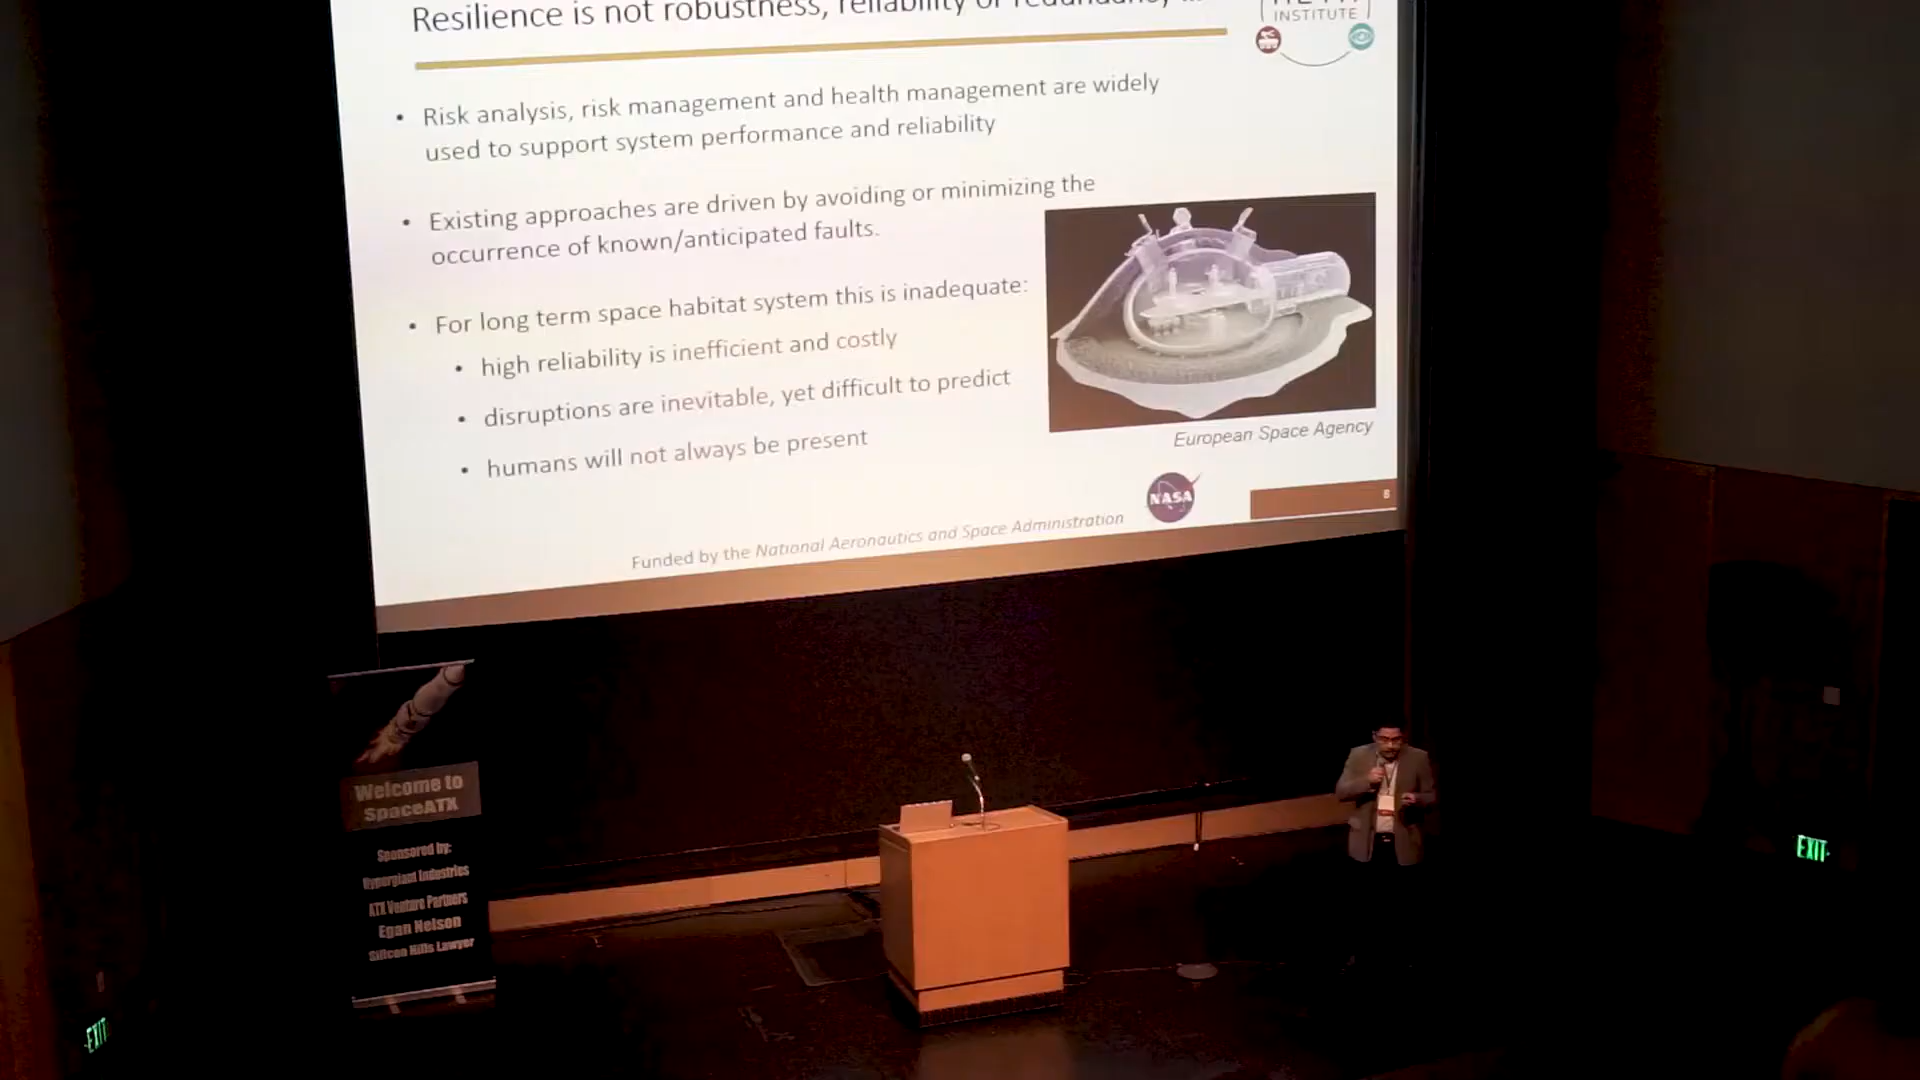 Resilience is not robustness, reliability or redundancy ...
INSTITUTE
• Risk analysis, risk management and health management are widely
used to support system performance and reliability
• Existing approaches are driven by avoiding or minimizing the
occurrence of known/anticipated faults.
• For long term space habitat system this is inadequate:
• high reliability is inefficient and costly
• disruptions are inevitable, yet difficult to predict
• humans will not always be present
European Space Agency
NASA
8
Funded by the National Aeronautics and Space Administration
Welcome to
SpaceATX
Sponsored by:
Hypergiant Industries
ATX Venture Partners
Egan Nelson
Silicon Hills Lawyer
EXIT
EXIT